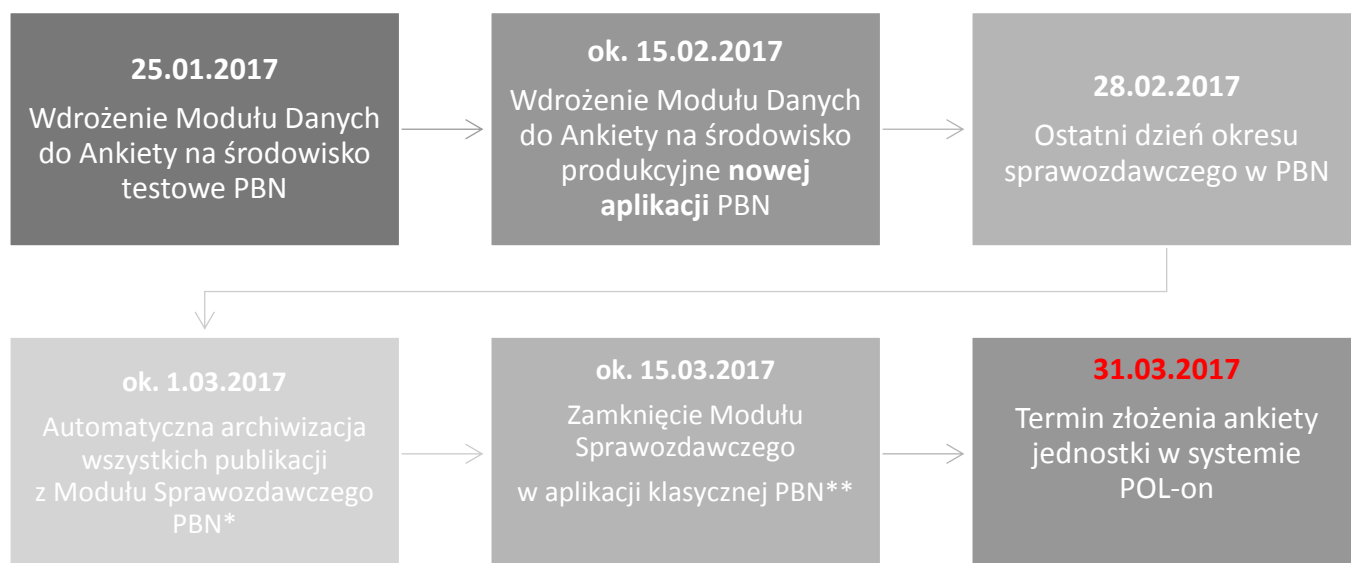 25.01.2017
Wdrożenie Modułu Danych
do Ankiety na środowisko
testowe PBN
ok. 15.02.2017
Wdrożenie Modułu Danych
do Ankiety na środowisko
produkcyjne nowej
aplikacji PBN
28.02.2017
Ostatni dzień okresu
sprawozdawczego w PBN
ok. 1.03.2017
Automatyczna archiwizacja
wszystkich publikacji
z Modułu Sprawozdawczego
PBN*
ok. 15.03.2017
Zamknięcie Modułu
Sprawozdawczego
w aplikacji klasycznej PBN**
31.03.2017
Termin złożenia ankiety
jednostki w systemie
POL-on